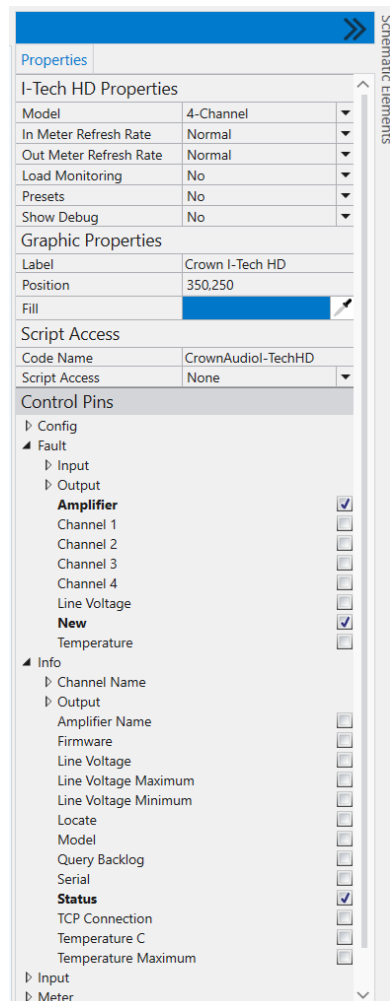 Properties
Schematic Elements
I-Tech HD Properties
Model 4-Channel
In Meter Refresh Rate Normal
Out Meter Refresh Rate Normal
Load Monitoring No
Presets No
Show Debug No
Graphic Properties
Label Crown I-Tech HD
Position 350,250
Fill
Script Access
Code Name CrownAudioI-TechHD
Script Access None
Control Pins
Config
Fault
Input
Output
Amplifier
Channel 1
Channel 2
Channel 3
Channel 4
Line Voltage
New
Temperature
Info
Channel Name
Output
Amplifier Name
Firmware
Line Voltage
Line Voltage Maximum
Line Voltage Minimum
Locate
Model
Query Backlog
Serial
Status
TCP Connection
Temperature C
Temperature Maximum
Input
Meter